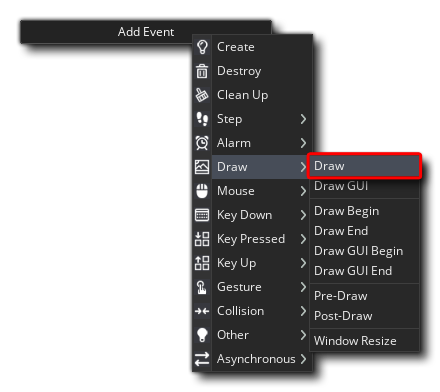 Add Event
Create
Destroy
Clean Up
Step
Alarm
Draw
Mouse
Key Down
Key Pressed
Key Up
Gesture
Collision
Other
Asynchronous
Draw
Draw GUI
Draw Begin
Draw End
Draw GUI Begin
Draw GUI End
Pre-Draw
Post-Draw
Window Resize